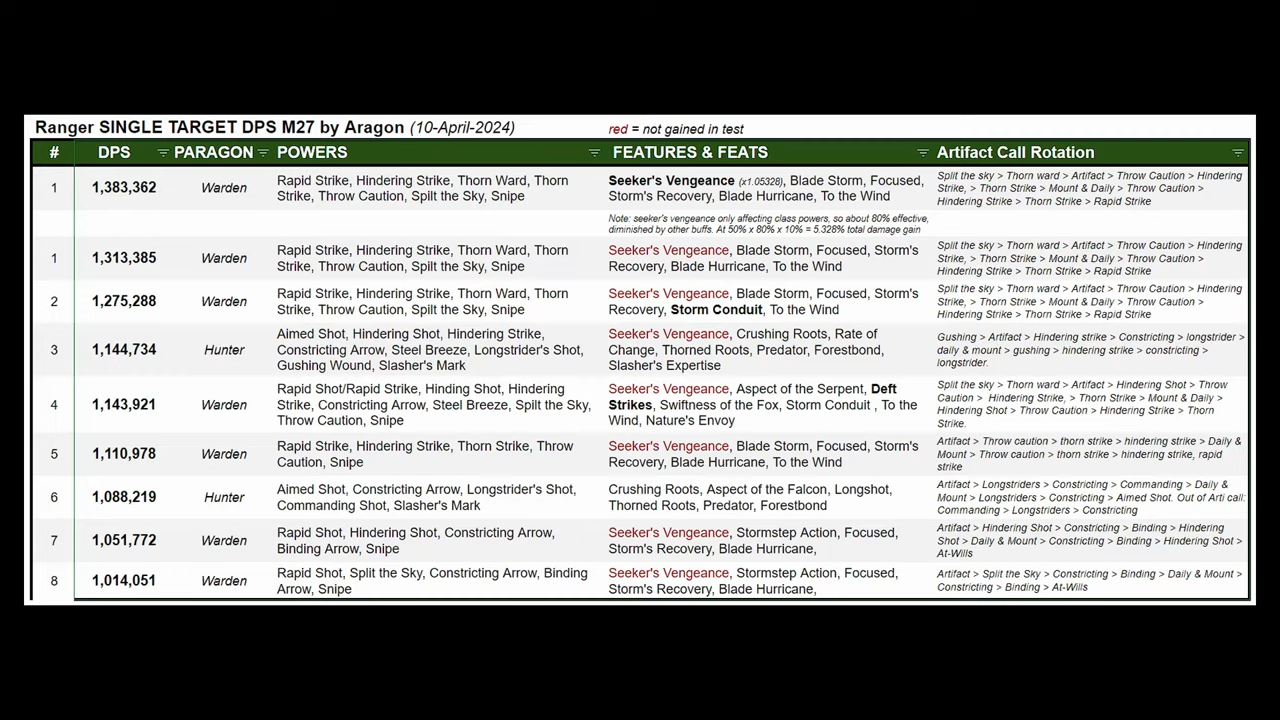 Ranger SINGLE TARGET DPS M27 by Aragon (10-April-2024)
red = not gained in test
# DPS PARAGON POWERS FEATURES & FEATS Artifact Call Rotation
1
1,383,362
Warden
Rapid Strike, Hindering Strike, Thorn Ward, Thorn
Strike, Throw Caution, Spilt the Sky, Snipe
Seeker's Vengeance (x1.05328), Blade Storm, Focused,
Storm's Recovery, Blade Hurricane, To the Wind
Split the sky > Thorn ward > Artifact > Throw Caution > Hindering
Strike, > Thorn Strike > Mount & Daily > Throw Caution >
Hindering Strike > Thorn Strike > Rapid Strike
Note: seeker's vengeance only affecting class powers, so about 80% effective,
diminished by other buffs. At 50% x 80% x 10% = 5.328% total damage gain
1
1,313,385
Warden
Rapid Strike, Hindering Strike, Thorn Ward, Thorn
Strike, Throw Caution, Spilt the Sky, Snipe
Seeker's Vengeance, Blade Storm, Focused, Storm's
Recovery, Blade Hurricane, To the Wind
Split the sky > Thorn ward > Artifact > Throw Caution > Hindering
Strike, > Thorn Strike > Mount & Daily > Throw Caution >
Hindering Strike > Thorn Strike > Rapid Strike
2
1,275,288
Warden
Rapid Strike, Hindering Strike, Thorn Ward, Thorn
Strike, Throw Caution, Spilt the Sky, Snipe
Seeker's Vengeance, Blade Storm, Focused, Storm's
Recovery, Storm Conduit, To the Wind
Split the sky > Thorn ward > Artifact > Throw Caution > Hindering
Strike, > Thorn Strike > Mount & Daily > Throw Caution >
Hindering Strike > Thorn Strike > Rapid Strike
3
1,144,734
Hunter
Aimed Shot, Hindering Shot, Hindering Strike,
Constricting Arrow, Steel Breeze, Longstrider's Shot,
Gushing Wound, Slasher's Mark
Seeker's Vengeance, Crushing Roots, Rate of
Change, Thorned Roots, Predator, Forestbond,
Slasher's Expertise
Gushing > Artifact > Hindering strike > Constricting > longstrider >
daily & mount > gushing > hindering strike > constricting >
longstrider.
4
1,143,921
Warden
Rapid Shot/Rapid Strike, Hinding Shot, Hindering
Strike, Constricting Arrow, Steel Breeze, Spilt the Sky,
Throw Caution, Snipe
Seeker's Vengeance, Aspect of the Serpent, Deft
Strikes, Swiftness of the Fox, Storm Conduit , To the
Wind, Nature's Envoy
Split the sky > Thorn ward > Artifact > Hindering Shot > Throw
Caution > Hindering Strike, > Thorn Strike > Mount & Daily >
Hindering Shot > Throw Caution > Hindering Strike > Thorn
Strike.
5
1,110,978
Warden
Rapid Strike, Hindering Strike, Thorn Strike, Throw
Caution, Snipe
Seeker's Vengeance, Blade Storm, Focused, Storm's
Recovery, Blade Hurricane, To the Wind
Artifact > Throw caution > thorn strike > hindering strike > Daily &
Mount > Throw caution > thorn strike > hindering strike, rapid
strike
6
1,088,219
Hunter
Aimed Shot, Constricting Arrow, Longstrider's Shot,
Commanding Shot, Slasher's Mark
Crushing Roots, Aspect of the Falcon, Longshot,
Thorned Roots, Predator, Forestbond
Artifact > Longstriders > Constricting > Commanding > Daily &
Mount > Longstriders > Constricting > Aimed Shot. Out of Arti call:
Commanding > Longstriders > Constricting
7
1,051,772
Warden
Rapid Shot, Hindering Shot, Constricting Arrow,
Binding Arrow, Snipe
Seeker's Vengeance, Stormstep Action, Focused,
Storm's Recovery, Blade Hurricane,
Artifact > Hindering Shot > Constricting > Binding > Hindering
Shot > Daily & Mount > Constricting > Binding > Hindering Shot >
At-Wills
8
1,014,051
Warden
Rapid Shot, Split the Sky, Constricting Arrow, Binding
Arrow, Snipe
Seeker's Vengeance, Stormstep Action, Focused,
Storm's Recovery, Blade Hurricane,
Artifact > Split the Sky > Constricting > Binding > Daily & Mount >
Constricting > Binding > At-Wills